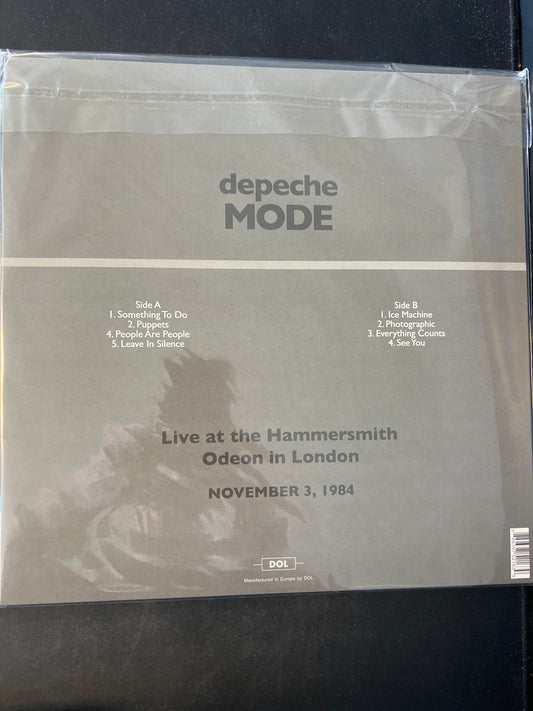 depeche
MODE
Side A
1. Something To Do
2. Puppets
4. People Are People
5. Leave In Silence
Side B
1. Ice Machine
2. Photographic
3. Everything Counts
4. See You
Live at the Hammersmith
Odeon in London
NOVEMBER 3, 1984
DOL
Manufactured in Europe by DOL